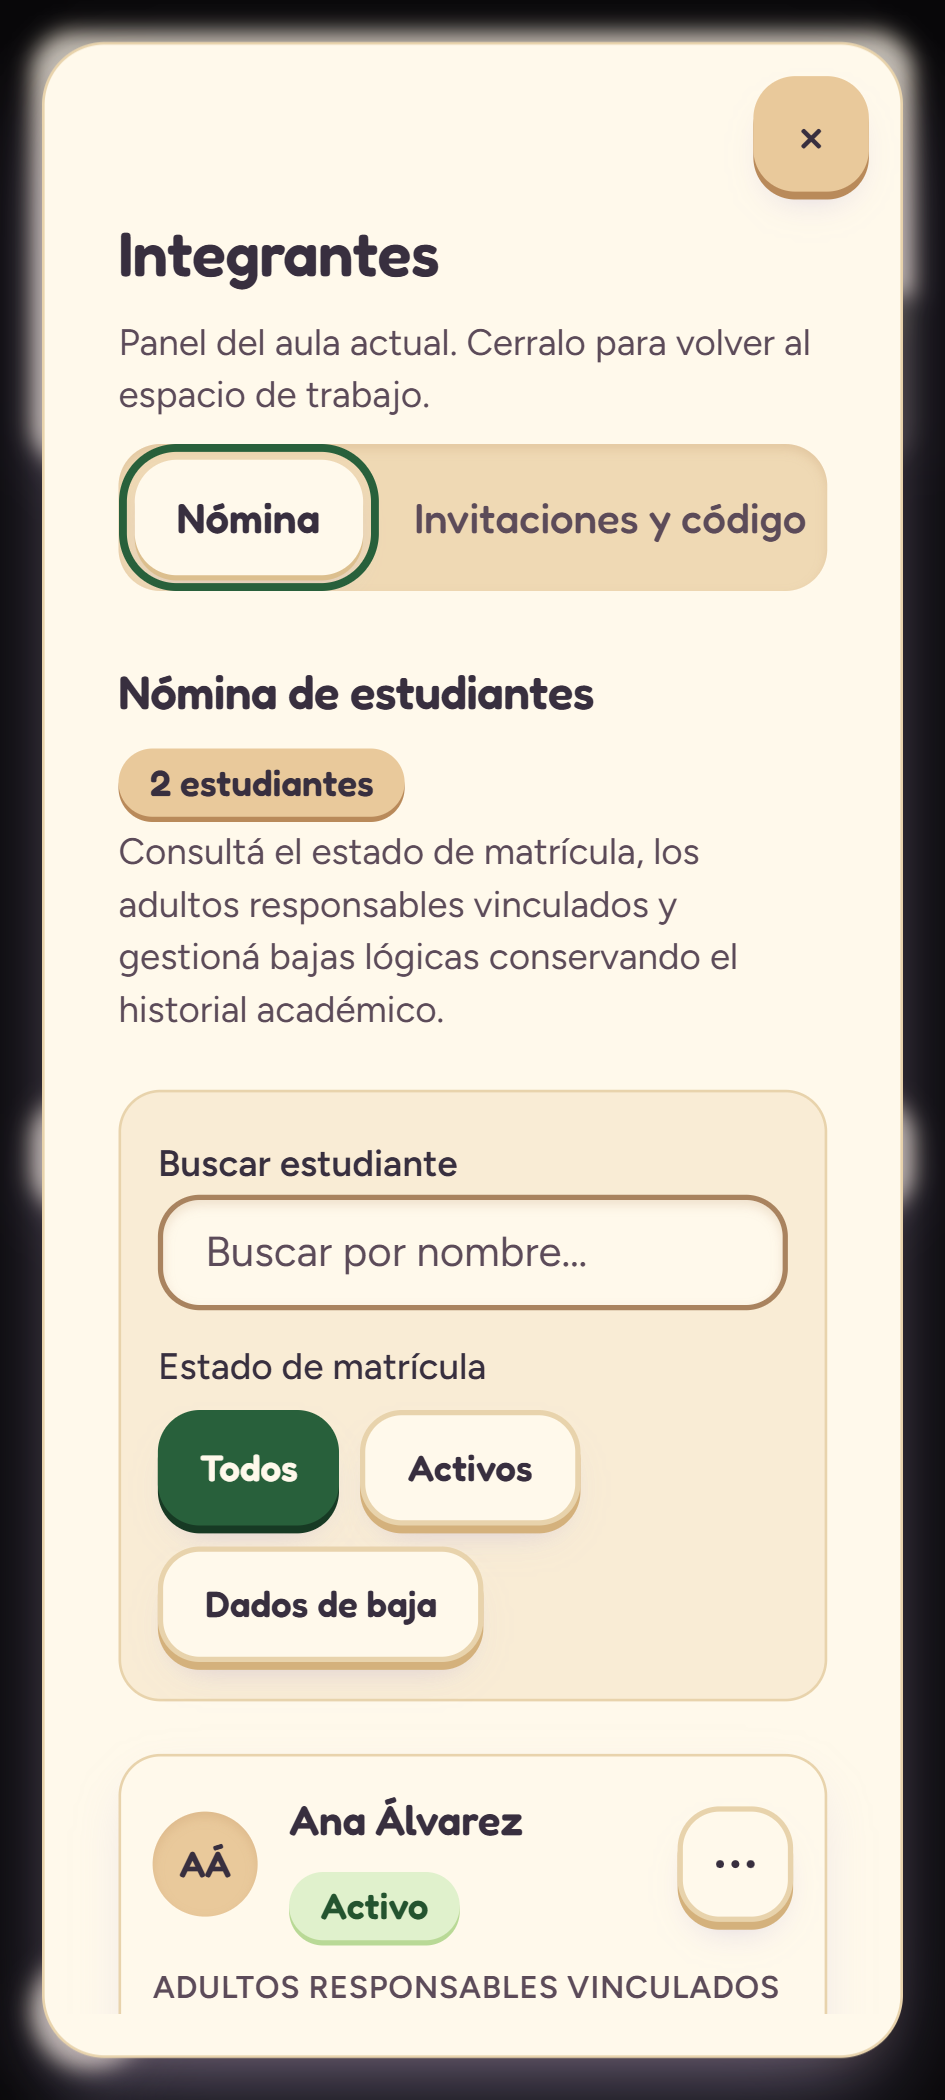 ×
Integrantes
Panel del aula actual. Cerralo para volver al
espacio de trabajo.
Nómina
Invitaciones y código
Nómina de estudiantes
2 estudiantes
Consultá el estado de matrícula, los
adultos responsables vinculados y
gestioná bajas lógicas conservando el
historial académico.
Buscar estudiante
Buscar por nombre...
Estado de matrícula
Todos
Activos
Dados de baja
AÁ
Ana Álvarez
...
Activo
ADULTOS RESPONSABLES VINCULADOS